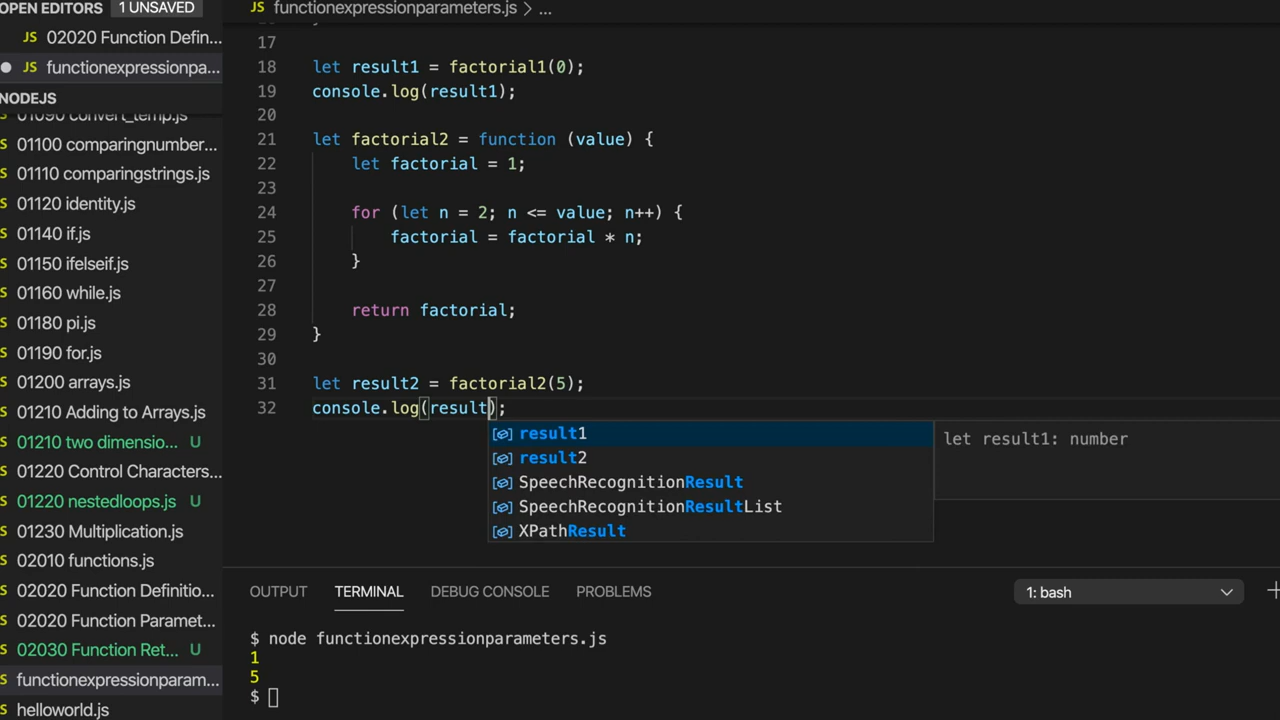 OPEN EDITORS 1 UNSAVED
JS 02020 Function Defin...
JS functionexpressionpa...
NODEJS
01090 convert_temp.js
01100 comparingnumber...
01110 comparingstrings.js
01120 identity.js
01140 if.js
01150 ifelseif.js
01160 while.js
01180 pi.js
01190 for.js
01200 arrays.js
01210 Adding to Arrays.js
01210 two dimensio... U
01220 Control Characters...
01220 nestedloops.js U
01230 Multiplication.js
02010 functions.js
02020 Function Definitio...
02020 Function Paramet...
02030 Function Ret... U
functionexpressionparam...
helloworld.js
JS functionexpressionparameters.js > ...
17
18 let result1 = factorial1(0);
19 console.log(result1);
20
21 let factorial2 = function (value) {
22 let factorial = 1;
23
24 for (let n = 2; n <= value; n++) {
25 factorial = factorial * n;
26 }
27
28 return factorial;
29 }
30
31 let result2 = factorial2(5);
32 console.log(result);
result1
result2
SpeechRecognitionResult
SpeechRecognitionResultList
XPathResult
let result1: number
OUTPUT TERMINAL DEBUG CONSOLE PROBLEMS 1: bash
$ node functionexpressionparameters.js
1
5
$